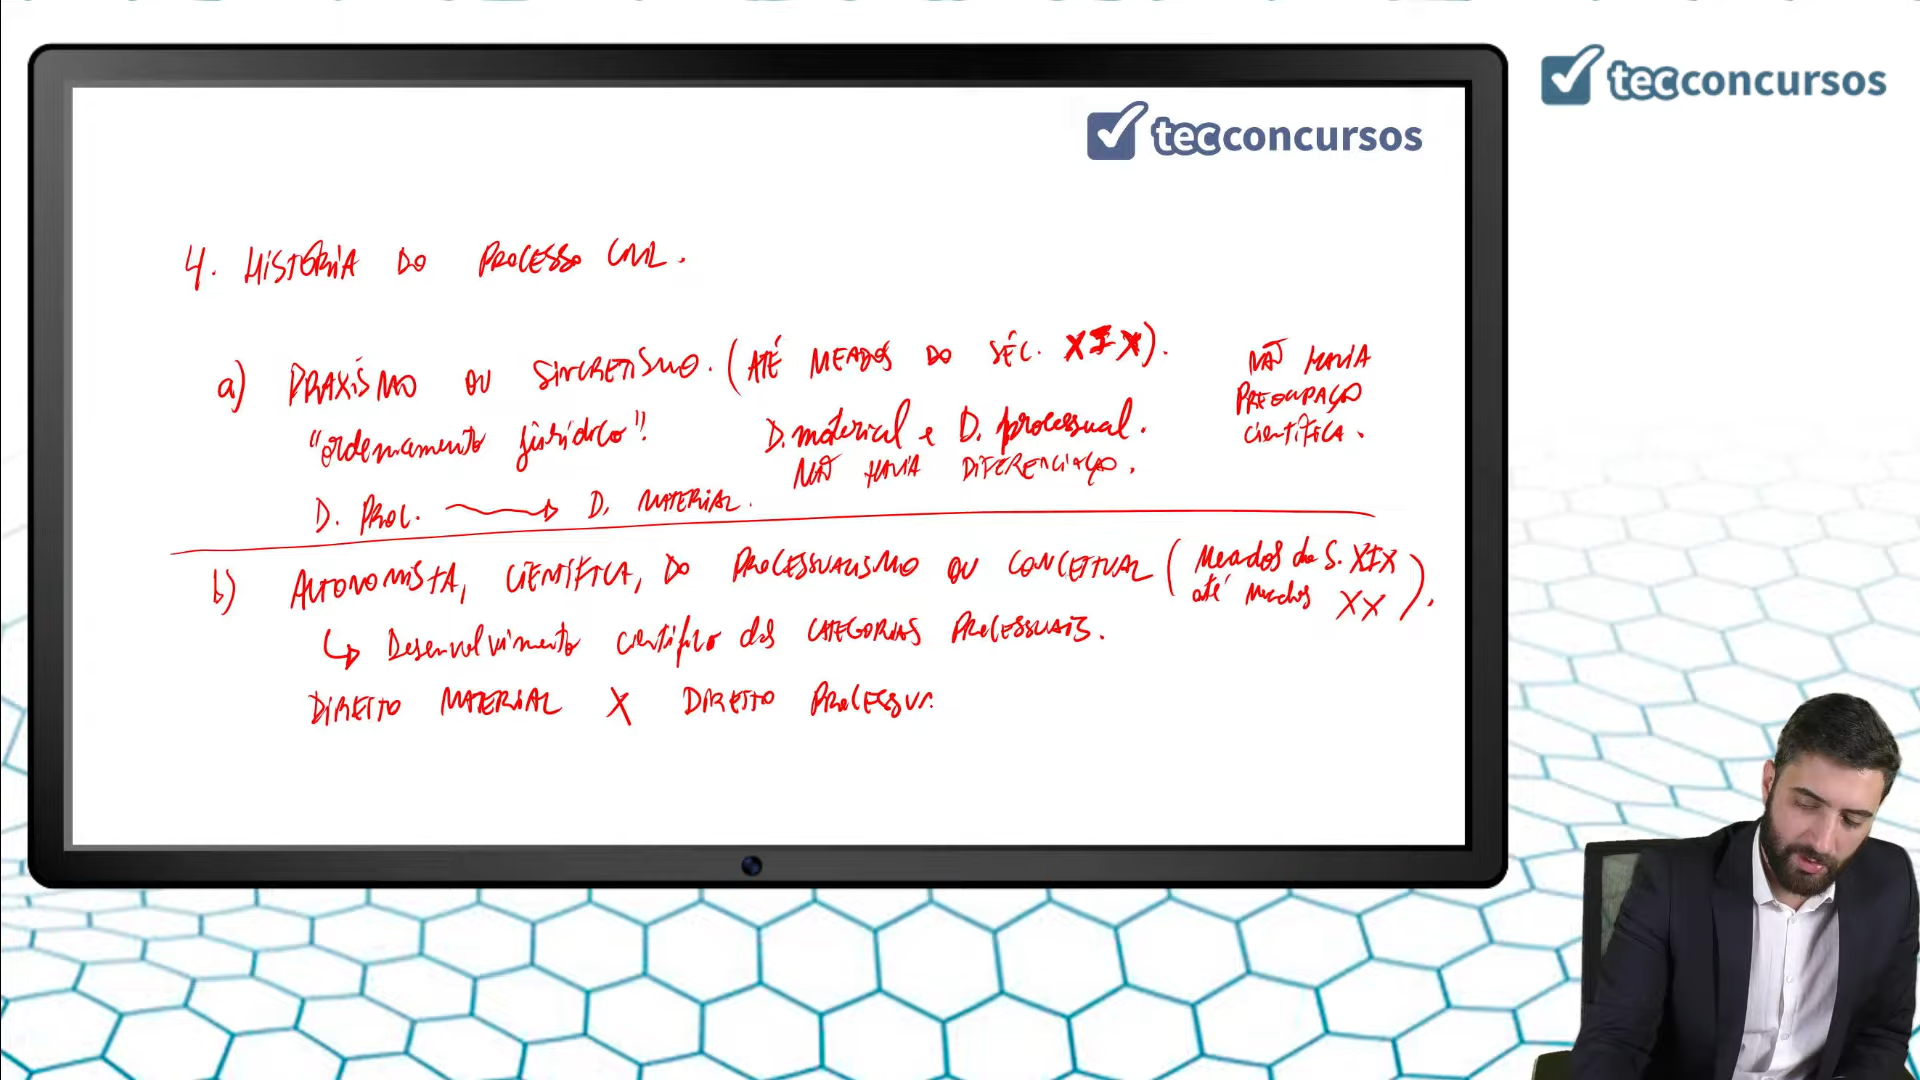 tecconcursos
tecconcursos
4. HISTÓRIA DO PROCESSO CIVIL.
a) PRAXISMO OU SINCRETISMO. (ATÉ MEADOS DO SÉC. XIX).
NÃO HAVIA
PREOCUPAÇÃO
CIENTÍFICA.
"ordenamento jurídico"!
D. material e D. processual.
NÃO HAVIA DIFERENCIAÇÃO.
D. PROC. → D. MATERIAL.
b) AUTONOMISTA, CIENTÍFICA, DO PROCESSUALISMO OU CONCEITUAL (Meados do S. XIX
até meados XX).
↳ Desenvolvimento científico das CATEGORIAS PROCESSUAIS.
DIREITO MATERIAL X DIREITO PROCESSU